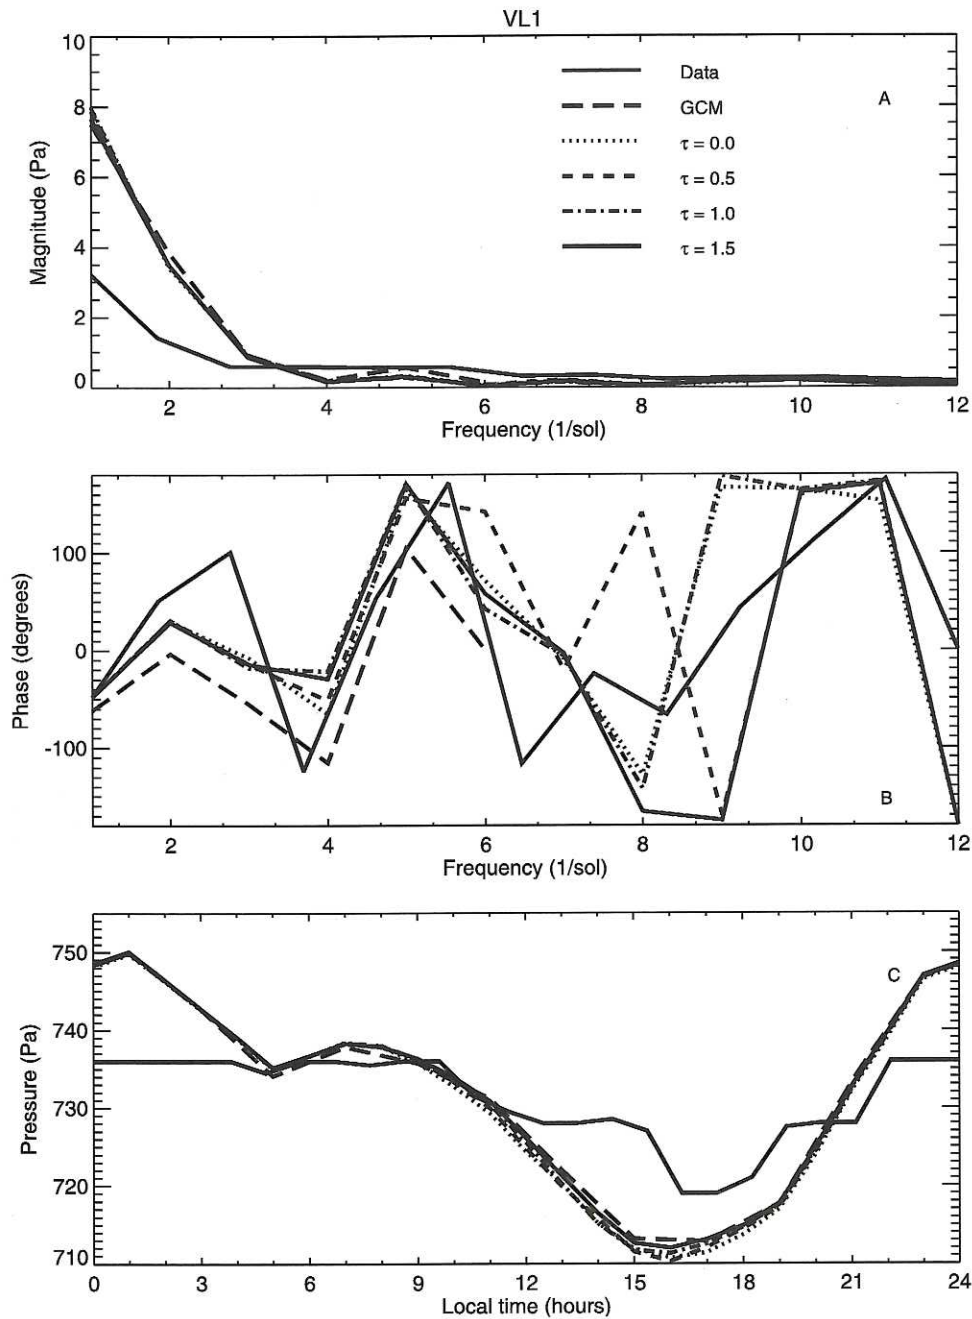 VL1
10
8
6
4
2
0
Magnitude (Pa)
Data
GCM
τ = 0.0
τ = 0.5
τ = 1.0
τ = 1.5
A
2 4 6 8 10 12
Frequency (1/sol)
100
0
-100
Phase (degrees)
B
2 4 6 8 10 12
Frequency (1/sol)
750
740
730
720
710
Pressure (Pa)
C
0 3 6 9 12 15 18 21 24
Local time (hours)